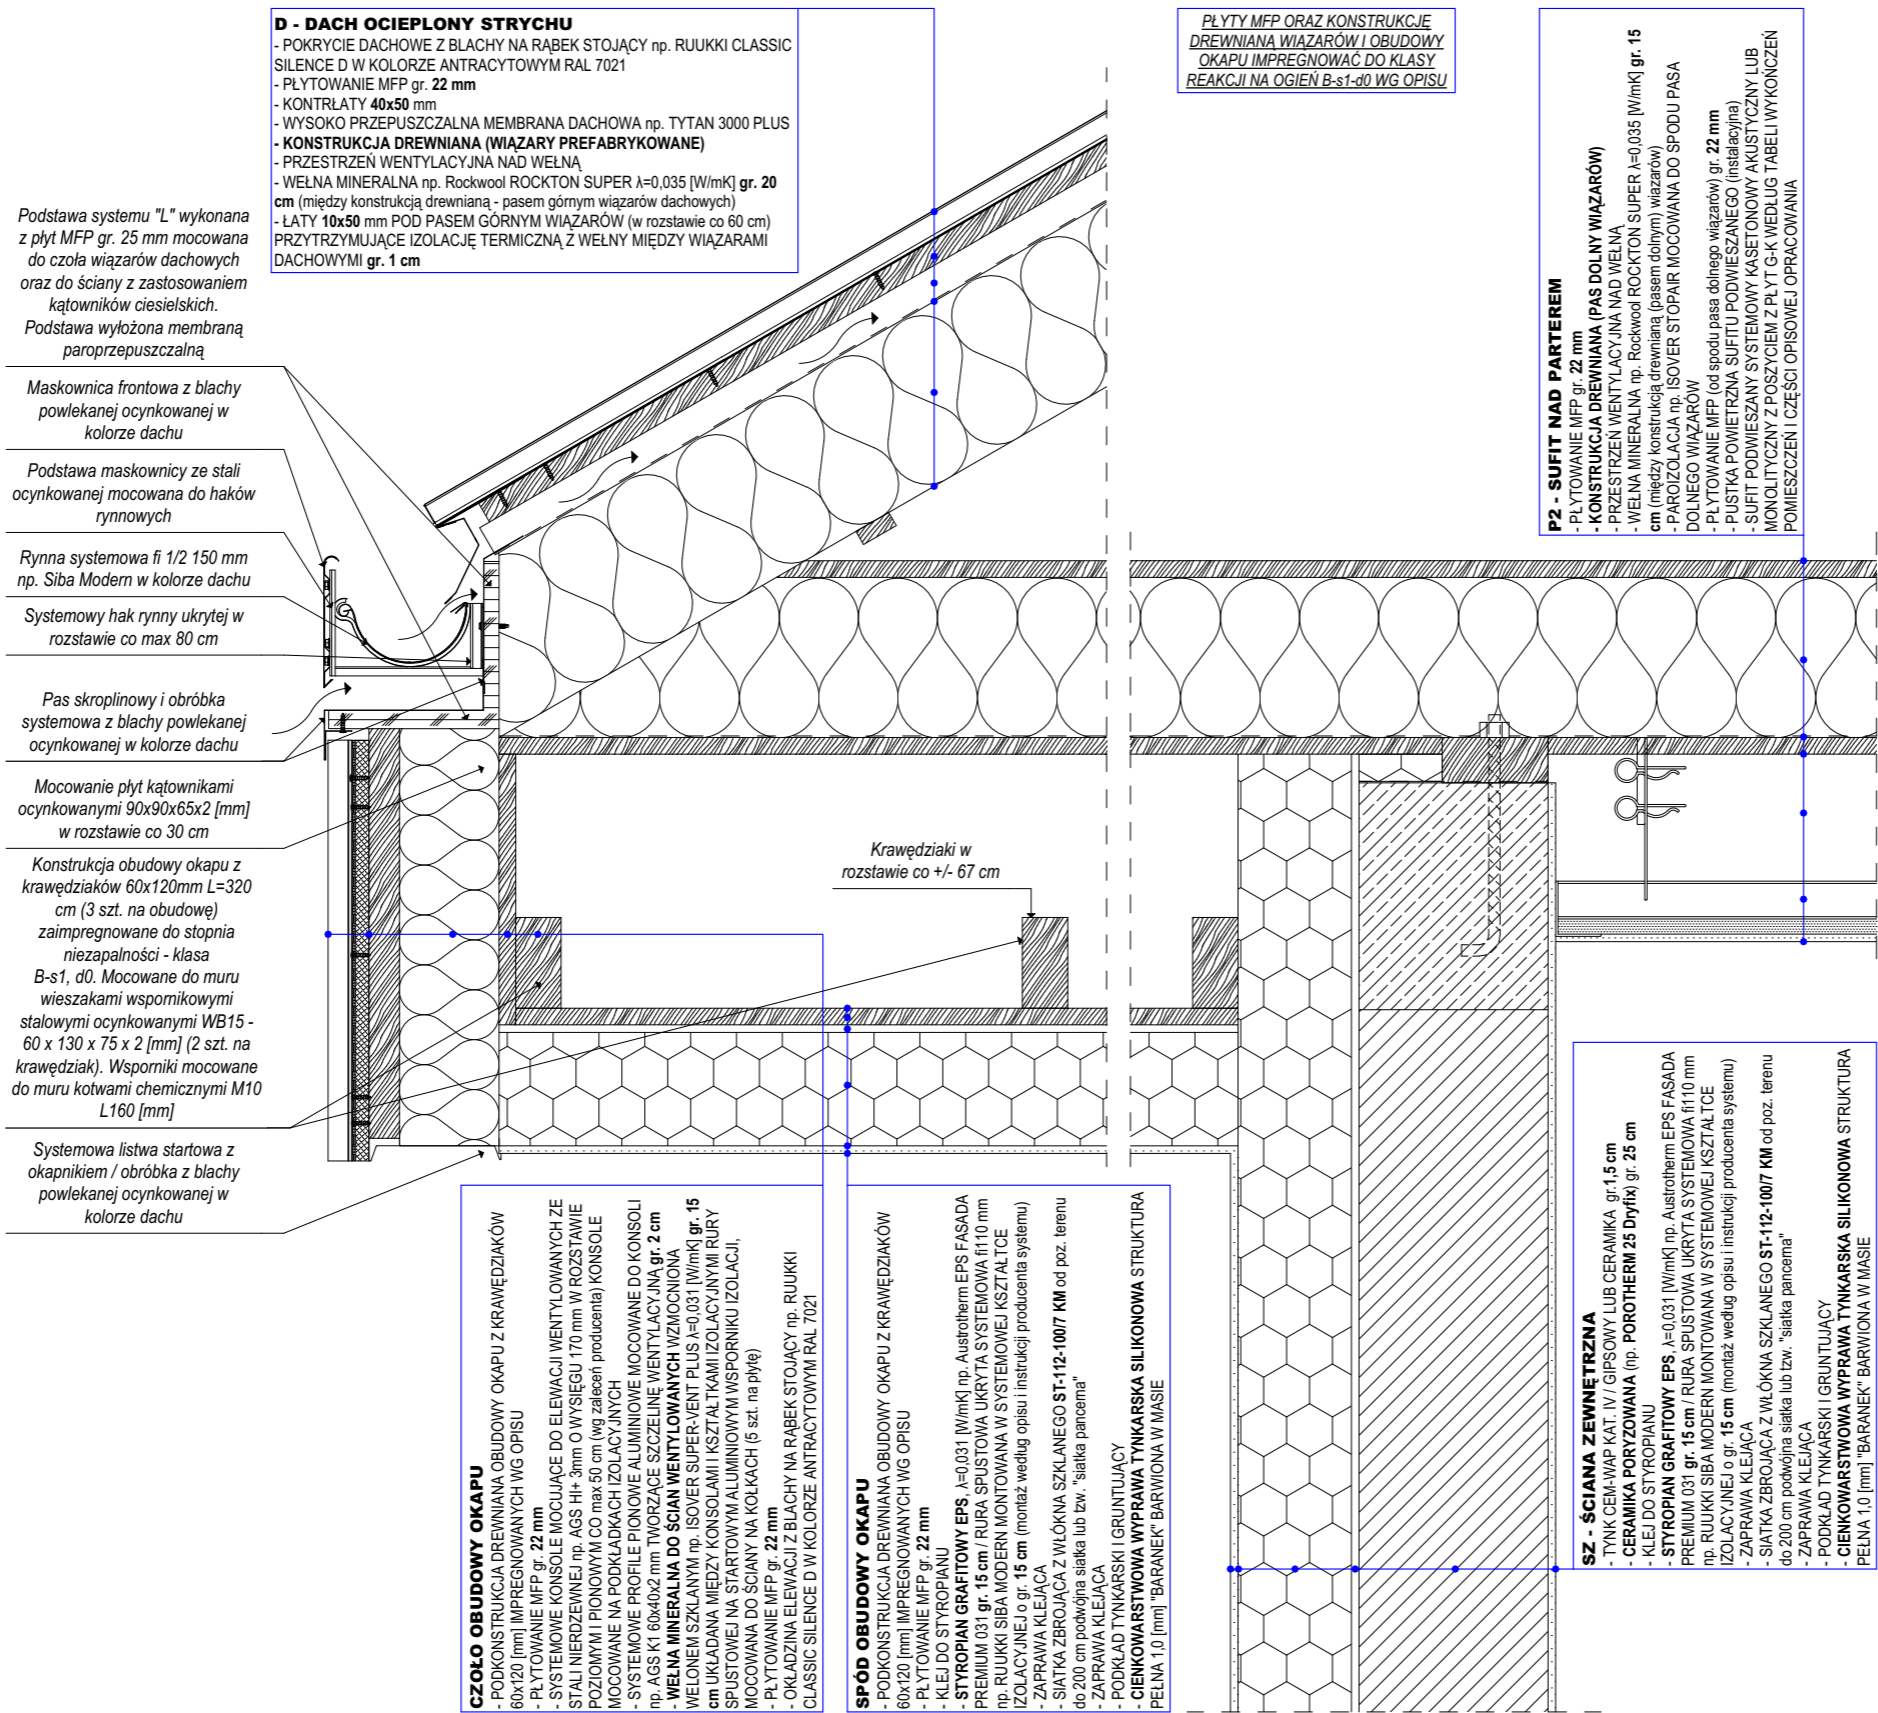 D - DACH OCIEPLONY STRYCHU
- POKRYCIE DACHOWE Z BLACHY NA RĄBEK STOJĄCY np. RUUKKI CLASSIC
SILENCE D W KOLORZE ANTRACYTOWYM RAL 7021
- PŁYTOWANIE MFP gr. 22 mm
- KONTRŁATY 40x50 mm
- WYSOKO PRZEPUSZCZALNA MEMBRANA DACHOWA np. TYTAN 3000 PLUS
- KONSTRUKCJA DREWNIANA (WIĄZARY PREFABRYKOWANE)
- PRZESTRZEŃ WENTYLACYJNA NAD WEŁNĄ
- WEŁNA MINERALNA np. Rockwool ROCKTON SUPER λ=0,035 [W/mK] gr. 20
cm (między konstrukcją drewnianą - pasem górnym wiązarów dachowych)
- ŁATY 10x50 mm POD PASEM GÓRNYM WIĄZARÓW (w rozstawie co 60 cm)
PRZYTRZYMUJĄCE IZOLACJĘ TERMICZNĄ Z WEŁNY MIĘDZY WIĄZARAMI
DACHOWYMI gr. 1 cm
PŁYTY MFP ORAZ KONSTRUKCJĘ
DREWNIANĄ WIĄZARÓW I OBUDOWY
OKAPU IMPREGNOWAĆ DO KLASY
REAKCJI NA OGIEŃ B-s1-d0 WG OPISU
P2 - SUFIT NAD PARTEREM
- PŁYTOWANIE MFP gr. 22 mm
- KONSTRUKCJA DREWNIANA (PAS DOLNY WIĄZARÓW)
- PRZESTRZEŃ WENTYLACYJNA NAD WEŁNĄ
- WEŁNA MINERALNA np. Rockwool ROCKTON SUPER λ=0,035 [W/mK] gr. 15
cm (między konstrukcją drewnianą (pasem dolnym) wiazarów)
- PAROIZOLACJA np. ISOVER STOPAIR MOCOWANA DO SPODU PASA
DOLNEGO WIĄZARÓW
- PŁYTOWANIE MFP (od spodu pasa dolnego wiązarów) gr. 22 mm
- PUSTKA POWIETRZNA SUFITU PODWIESZANEGO (instalacyjna)
- SUFIT PODWIESZANY SYSTEMOWY KASETONOWY AKUSTYCZNY LUB
MONOLITYCZNY Z POSZYCIEM Z PŁYT G-K WEDŁUG TABELI WYKOŃCZEŃ
POMIESZCZEŃ I CZĘŚCI OPISOWEJ OPRACOWANIA
Podstawa systemu "L" wykonana
z płyt MFP gr. 25 mm mocowana
do czoła wiązarów dachowych
oraz do ściany z zastosowaniem
kątowników ciesielskich.
Podstawa wyłożona membraną
paroprzepuszczalną
Maskownica frontowa z blachy
powlekanej ocynkowanej w
kolorze dachu
Podstawa maskownicy ze stali
ocynkowanej mocowana do haków
rynnowych
Rynna systemowa fi 1/2 150 mm
np. Siba Modern w kolorze dachu
Systemowy hak rynny ukrytej w
rozstawie co max 80 cm
Pas skroplinowy i obróbka
systemowa z blachy powlekanej
ocynkowanej w kolorze dachu
Mocowanie płyt kątownikami
ocynkowanymi 90x90x65x2 [mm]
w rozstawie co 30 cm
Konstrukcja obudowy okapu z
krawędziaków 60x120mm L=320
cm (3 szt. na obudowę)
zaimpregnowane do stopnia
niezapalności - klasa
B-s1, d0. Mocowane do muru
wieszakami wspornikowymi
stalowymi ocynkowanymi WB15 -
60 x 130 x 75 x 2 [mm] (2 szt. na
krawędziak). Wsporniki mocowane
do muru kotwami chemicznymi M10
L160 [mm]
Systemowa listwa startowa z
okapnikiem / obróbka z blachy
powlekanej ocynkowanej w
kolorze dachu
Krawędziaki w
rozstawie co +/- 67 cm
CZOŁO OBUDOWY OKAPU
- PODKONSTRUKCJA DREWNIANA OBUDOWY OKAPU Z KRAWĘDZIAKÓW
60x120 [mm] IMPREGNOWANYCH WG OPISU
- PŁYTOWANIE MFP gr. 22 mm
- SYSTEMOWE KONSOLE MOCUJĄCE DO ELEWACJI WENTYLOWANYCH ZE
STALI NIERDZEWNEJ np. AGS HI+ 3mm O WYSIĘGU 170 mm W ROZSTAWIE
POZIOMYM I PIONOWYM CO max 50 cm (wg zaleceń producenta) KONSOLE
MOCOWANE NA PODKŁADKACH IZOLACYJNYCH
- SYSTEMOWE PROFILE PIONOWE ALUMINIOWE MOCOWANE DO KONSOLI
np. AGS K1 60x40x2 mm TWORZĄCE SZCZELINĘ WENTYLACYJNĄ gr. 2 cm
- WEŁNA MINERALNA DO ŚCIAN WENTYLOWANYCH WZMOCNIONA
WELONEM SZKLANYM np. ISOVER SUPER-VENT PLUS λ=0,031 [W/mK] gr. 15
cm UKŁADANA MIĘDZY KONSOLAMI I KSZTAŁTKAMI IZOLACYJNYMI RURY
SPUSTOWEJ NA STARTOWYM ALUMINIOWYM WSPORNIKU IZOLACJI,
MOCOWANA DO ŚCIANY NA KOŁKACH (5 szt. na płytę)
- PŁYTOWANIE MFP gr. 22 mm
- OKŁADZINA ELEWACJI Z BLACHY NA RĄBEK STOJĄCY np. RUUKKI
CLASSIC SILENCE D W KOLORZE ANTRACYTOWYM RAL 7021
SPÓD OBUDOWY OKAPU
- PODKONSTRUKCJA DREWNIANA OBUDOWY OKAPU Z KRAWĘDZIAKÓW
60x120 [mm] IMPREGNOWANYCH WG OPISU
- PŁYTOWANIE MFP gr. 22 mm
- KLEJ DO STYROPIANU
- STYROPIAN GRAFITOWY EPS, λ=0,031 [W/mK] np. Austrotherm EPS FASADA
PREMIUM 031 gr. 15 cm / RURA SPUSTOWA UKRYTA SYSTEMOWA fi110 mm
np. RUUKKI SIBA MODERN MONTOWANA W SYSTEMOWEJ KSZTAŁTCE
IZOLACYJNEJ o gr. 15 cm (montaż według opisu i instrukcji producenta systemu)
- ZAPRAWA KLEJĄCA
- SIATKA ZBROJĄCA Z WŁÓKNA SZKLANEGO ST-112-100/7 KM od poz. terenu
do 200 cm podwójna siatka lub tzw. "siatka pancerna"
- ZAPRAWA KLEJĄCA
- PODKŁAD TYNKARSKI I GRUNTUJĄCY
- CIENKOWARSTWOWA WYPRAWA TYNKARSKA SILIKONOWA STRUKTURA
PEŁNA 1,0 [mm] "BARANEK" BARWIONA W MASIE
SZ - ŚCIANA ZEWNĘTRZNA
- TYNK CEM-WAP KAT. IV / GIPSOWY LUB CERAMIKA gr.1,5 cm
- CERAMIKA PORYZOWANA (np. POROTHERM 25 Dryfix) gr. 25 cm
- KLEJ DO STYROPIANU
- STYROPIAN GRAFITOWY EPS, λ=0,031 [W/mK] np. Austrotherm EPS FASADA
PREMIUM 031 gr. 15 cm / RURA SPUSTOWA UKRYTA SYSTEMOWA fi110 mm
np. RUUKKI SIBA MODERN MONTOWANA W SYSTEMOWEJ KSZTAŁTCE
IZOLACYJNEJ o gr. 15 cm (montaż według opisu i instrukcji producenta systemu)
- ZAPRAWA KLEJĄCA
- SIATKA ZBROJĄCA Z WŁÓKNA SZKLANEGO ST-112-100/7 KM od poz. terenu
do 200 cm podwójna siatka lub tzw. "siatka pancerna"
- ZAPRAWA KLEJĄCA
- PODKŁAD TYNKARSKI I GRUNTUJĄCY
- CIENKOWARSTWOWA WYPRAWA TYNKARSKA SILIKONOWA STRUKTURA
PEŁNA 1,0 [mm] "BARANEK" BARWIONA W MASIE